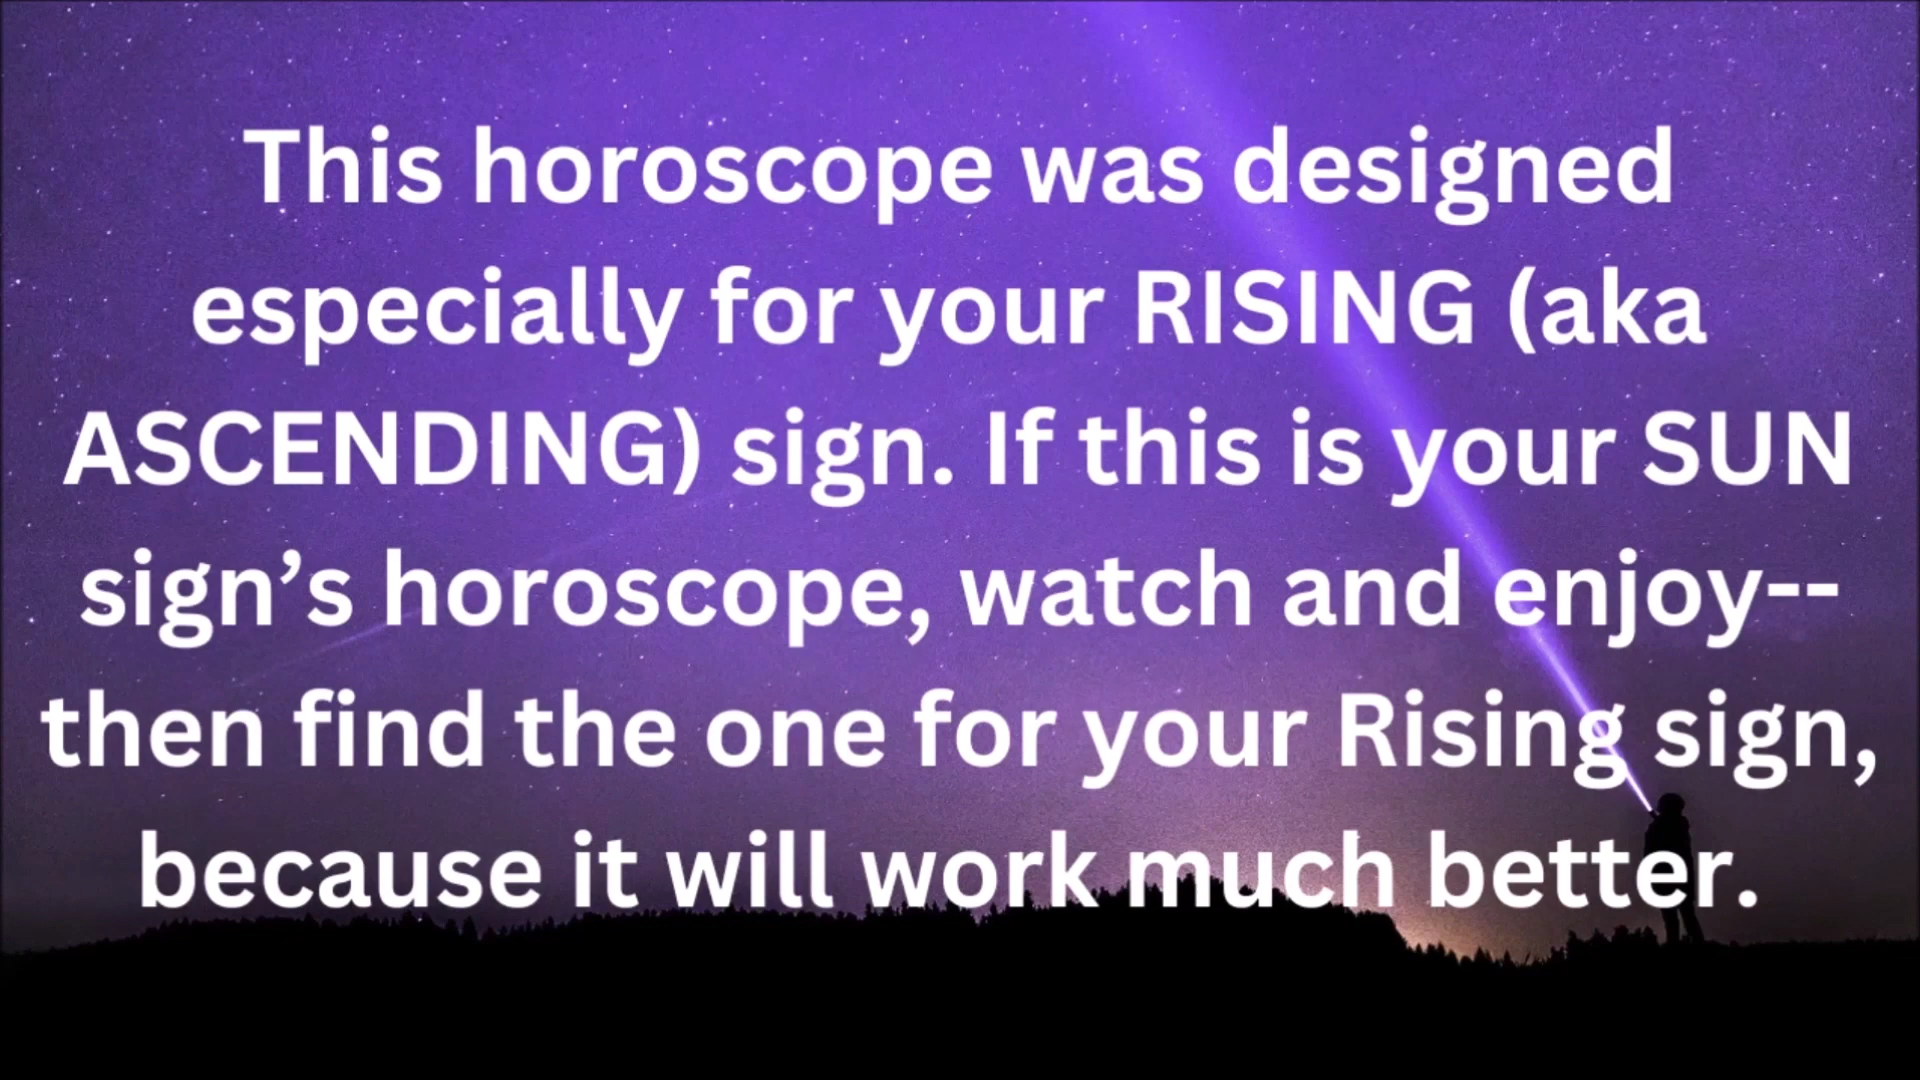 This horoscope was designed
especially for your RISING (aka
ASCENDING) sign. If this is your SUN
sign’s horoscope, watch and enjoy--
then find the one for your Rising sign,
because it will work much better.